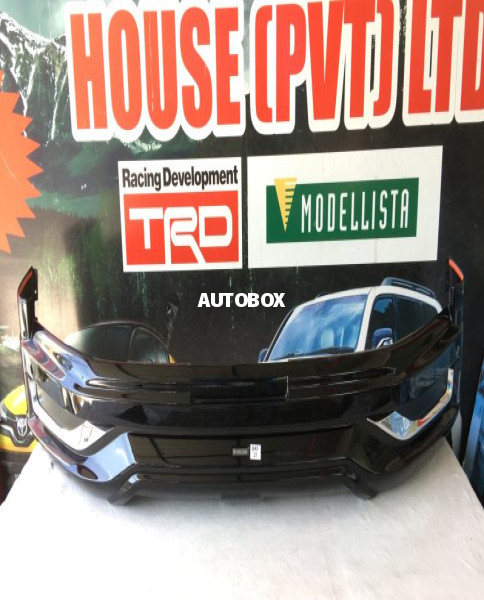 HOUSE (PVT) LTD
Racing Development
TRD
MODELLISTA
AUTOBOX